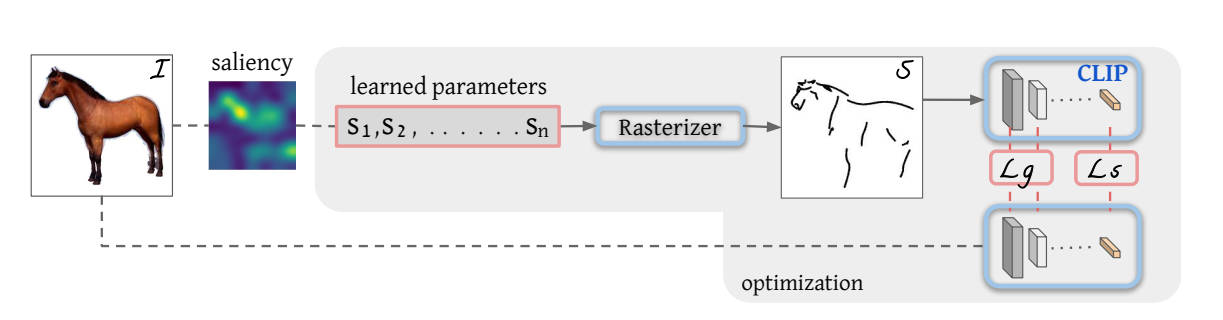 I
saliency
learned parameters
S1,S2, . . . . . . Sn
Rasterizer
S
CLIP
Lg
Ls
optimization